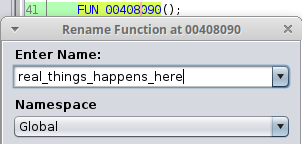 41 FUN_00408090();
Rename Function at 00408090
Enter Name:
real_things_happens_here
Namespace
Global